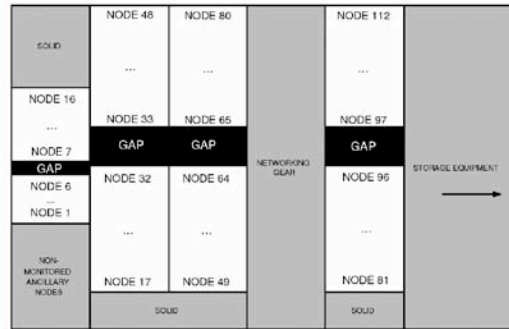 SOLID
NODE 16
...
NODE 7
GAP
NODE 6
...
NODE 1
NON-
MONITORED
ANCILLARY
NODES
NODE 48
...
NODE 33
GAP
NODE 32
...
NODE 17
NODE 80
...
NODE 65
GAP
NODE 64
...
NODE 49
SOLID
NETWORKING
GEAR
NODE 112
...
NODE 97
GAP
NODE 96
...
NODE 81
SOLID
STORAGE EQUIPMENT